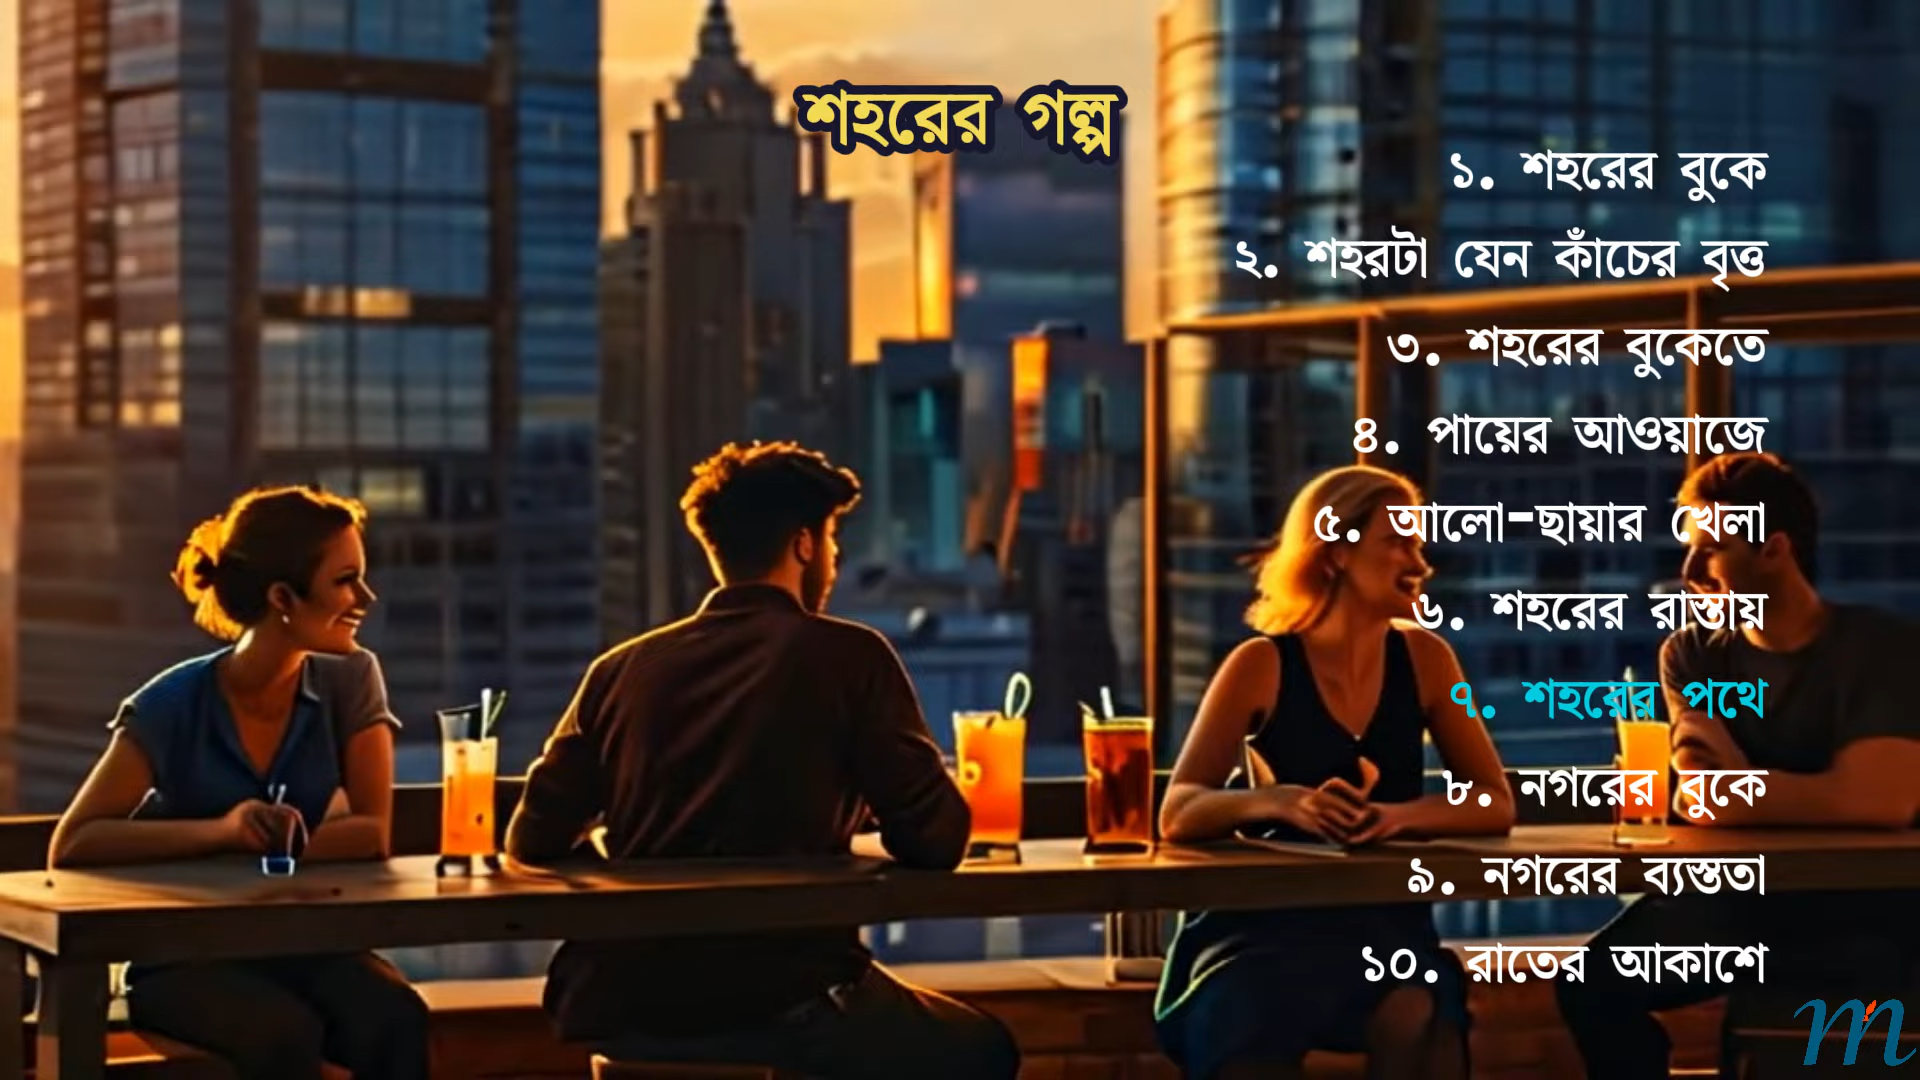 শহরের গল্প
১. শহরের বুকে
২. শহরটা যেন কাঁচের বৃত্ত
৩. শহরের বুকেতে
৪. পায়ের আওয়াজে
৫. আলো-ছায়ার খেলা
৬. শহরের রাস্তায়
৭. শহরের পথে
৮. নগরের বুকে
৯. নগরের ব্যস্ততা
১০. রাতের আকাশে
m